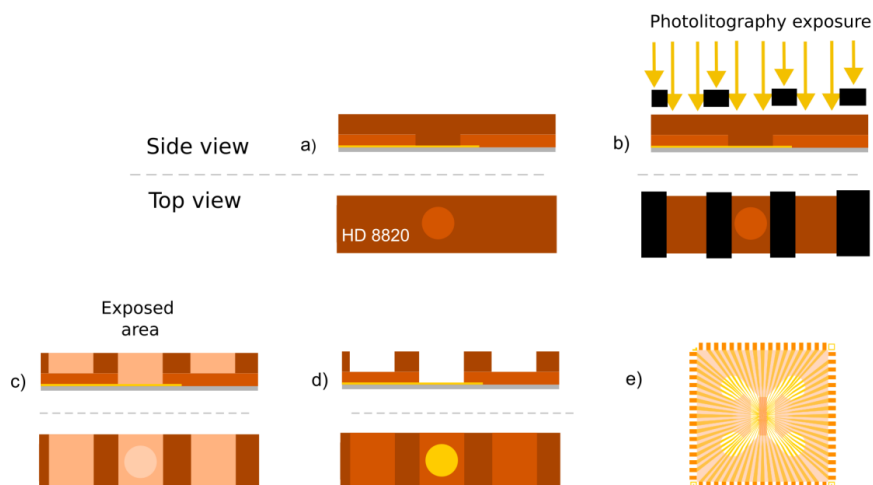 Photolitography exposure
Side view
a)
b)
Top view
HD 8820
Exposed
area
c)
d)
e)